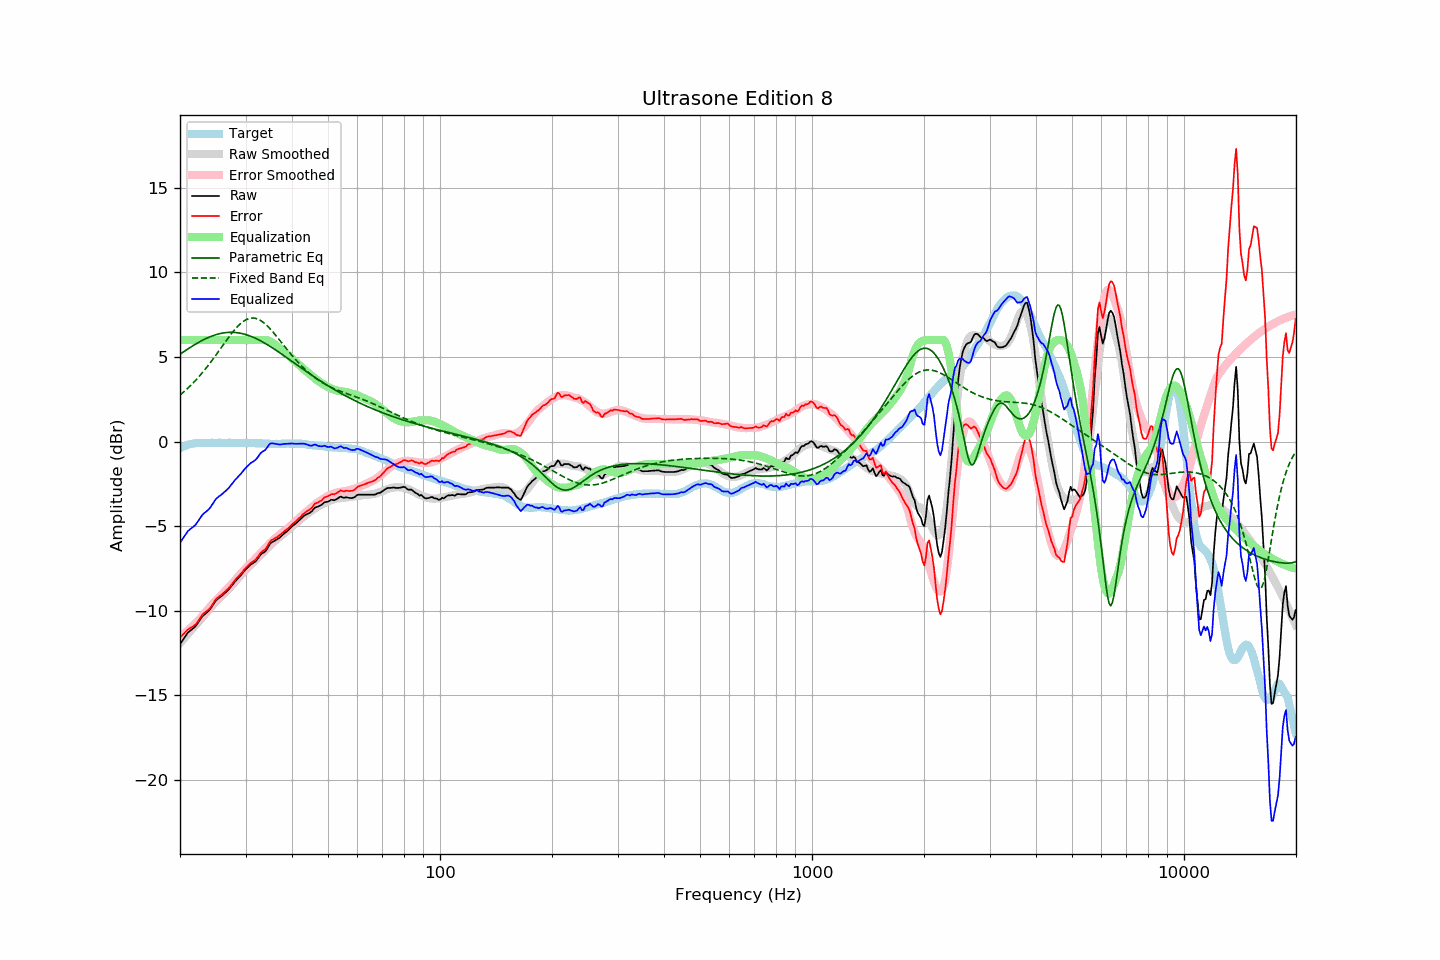 Ultrasone Edition 8
Target
Raw Smoothed
Error Smoothed
Raw
Error
Equalization
Parametric Eq
Fixed Band Eq
Equalized
15
10
5
0
−5
−10
−15
−20
Amplitude (dBr)
100
1000
10000
Frequency (Hz)